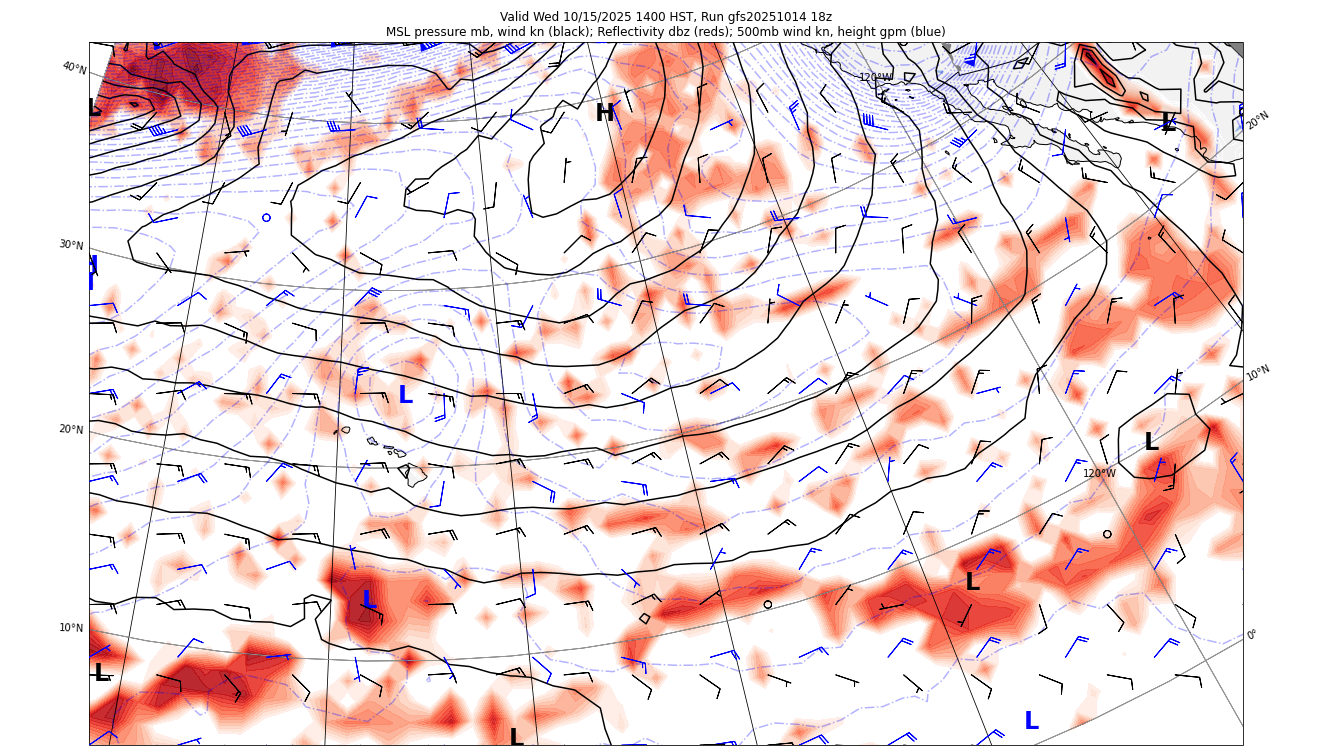 Valid Wed 10/15/2025 1400 HST, Run gfs20251014 18z
MSL pressure mb, wind kn (black); Reflectivity dbz (reds); 500mb wind kn, height gpm (blue)
40°N
120°W
20°N
L
H
L
30°N
H
10°N
L
20°N
L
120°W
L
L
10°N
0°
L
L
L